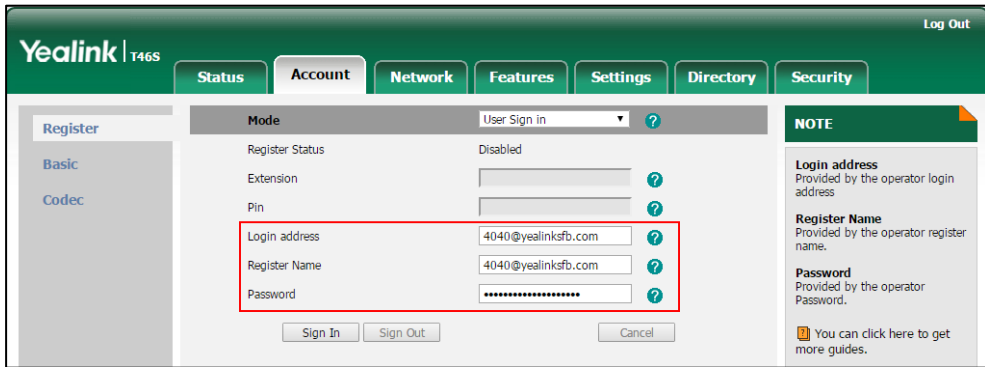 Log Out
Yealink T46S
Status Account Network Features Settings Directory Security
Register
Basic
Codec
Mode User Sign in
Register Status Disabled
Extension
Pin
Login address 4040@yealinksfb.com
Register Name 4040@yealinksfb.com
Password ••••••••••••••••••••
Sign In Sign Out Cancel
NOTE
Login address
Provided by the operator login
address
Register Name
Provided by the operator register
name.
Password
Provided by the operator
Password.
You can click here to get
more guides.